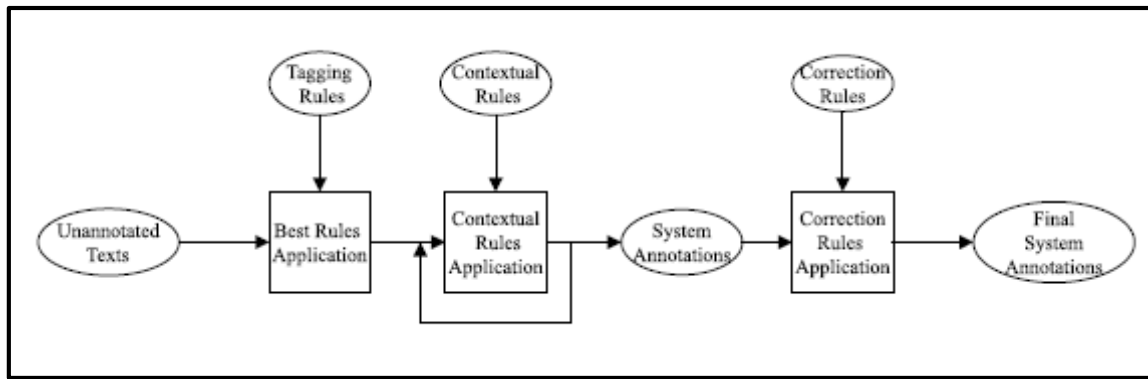 Tagging
Rules
Contextual
Rules
Correction
Rules
Unannotated
Texts
Best Rules
Application
Contextual
Rules
Application
System
Annotations
Correction
Rules
Application
Final
System
Annotations